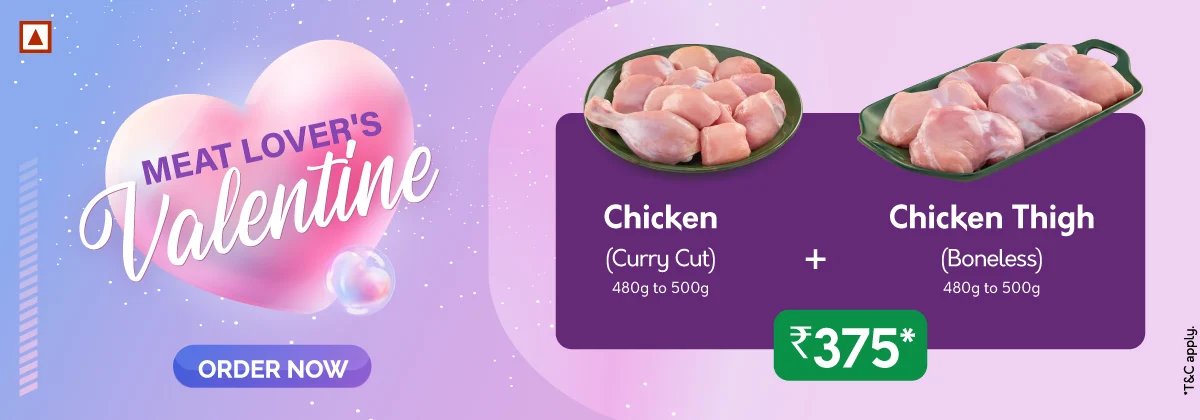 MEAT LOVER'S
Valentine
ORDER NOW
Chicken
(Curry Cut)
480g to 500g
+
Chicken Thigh
(Boneless)
480g to 500g
₹375*
*T&C apply.